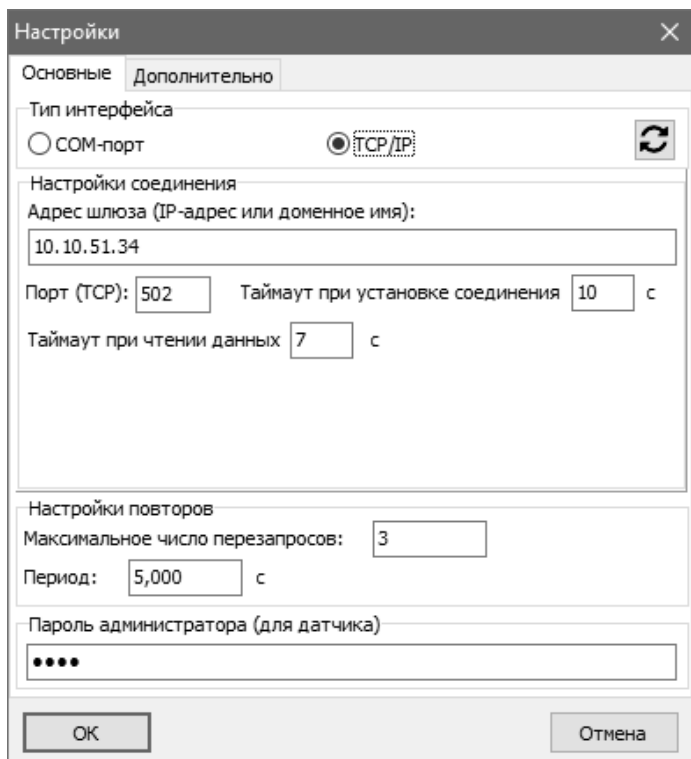 Настройки
Основные Дополнительно
Тип интерфейса
COM-порт TCP/IP
Настройки соединения
Адрес шлюза (IP-адрес или доменное имя):
10.10.51.34
Порт (TCP): 502 Таймаут при установке соединения 10 с
Таймаут при чтении данных 7 с
Настройки повторов
Максимальное число перезапросов: 3
Период: 5,000 с
Пароль администратора (для датчика)
••••
OK Отмена